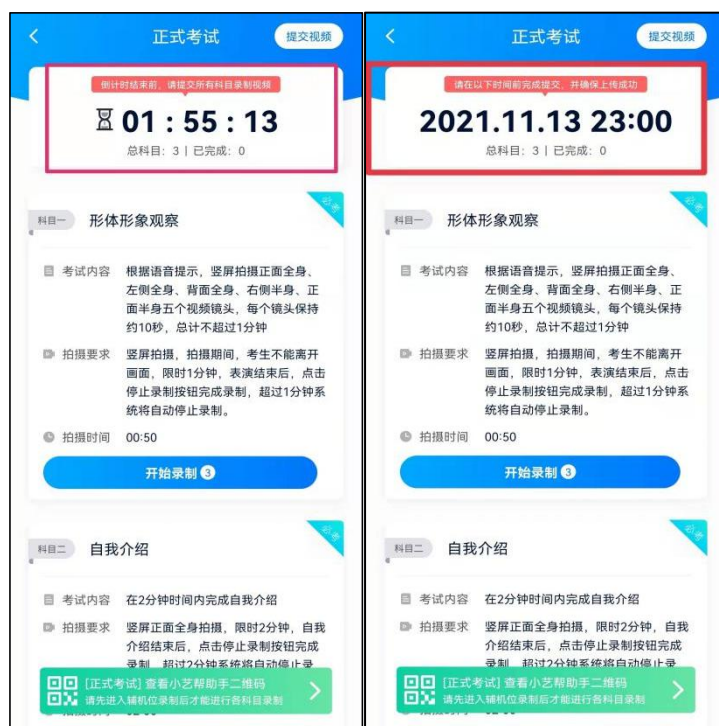 正式考试
提交视频
倒计时结束前，请提交所有科目录制视频
01 : 55 : 13
总科目：3 | 已完成：0
必考
科目一
形体形象观察
考试内容
根据语音提示，竖屏拍摄正面全身、
左侧全身、背面全身、右侧半身、正
面半身五个视频镜头，每个镜头保持
约10秒，总计不超过1分钟
拍摄要求
竖屏拍摄，拍摄期间，考生不能离开
画面，限时1分钟，表演结束后，点击
停止录制按钮完成录制，超过1分钟系
统将自动停止录制。
拍摄时间
00:50
开始录制 3
必考
科目二
自我介绍
考试内容
在2分钟时间内完成自我介绍
拍摄要求
竖屏正面全身拍摄，限时2分钟，自我
介绍结束后，点击停止录制按钮完成
录制，超过2分钟系统将自动停止录
[正式考试] 查看小艺帮助手二维码
请先进入辅机位录制后才能进行各科目录制
正式考试
提交视频
请在以下时间前完成提交，并确保上传成功
2021.11.13 23:00
总科目：3 | 已完成：0
必考
科目一
形体形象观察
考试内容
根据语音提示，竖屏拍摄正面全身、
左侧全身、背面全身、右侧半身、正
面半身五个视频镜头，每个镜头保持
约10秒，总计不超过1分钟
拍摄要求
竖屏拍摄，拍摄期间，考生不能离开
画面，限时1分钟，表演结束后，点击
停止录制按钮完成录制，超过1分钟系
统将自动停止录制。
拍摄时间
00:50
开始录制 3
必考
科目二
自我介绍
考试内容
在2分钟时间内完成自我介绍
拍摄要求
竖屏正面全身拍摄，限时2分钟，自我
介绍结束后，点击停止录制按钮完成
录制，超过2分钟系统将自动停止录
[正式考试] 查看小艺帮助手二维码
请先进入辅机位录制后才能进行各科目录制